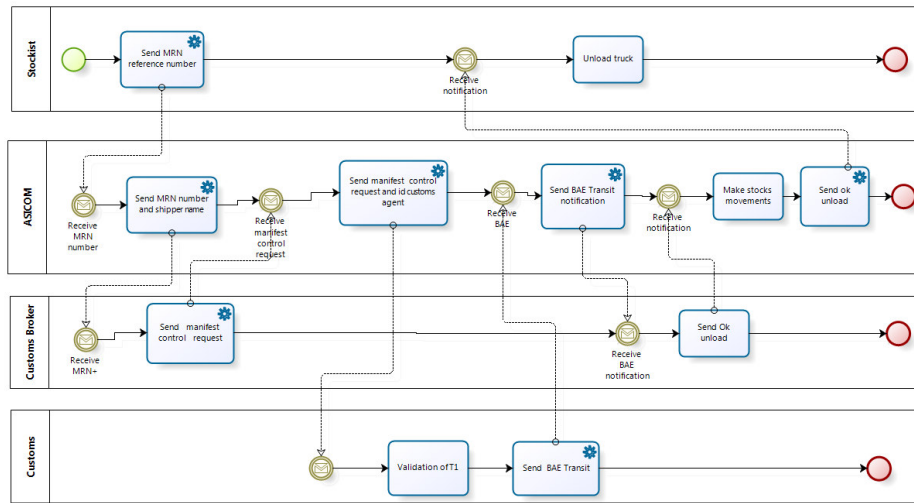 Stockist
Send MRN
reference number
Receive
notification
Unload truck
ASICOM
Receive
MRN
number
Send MRN number
and shipper name
Receive
manifest
control
request
Send manifest control
request and id customs
agent
Receive
BAE
Send BAE Transit
notification
Receive
notification
Make stocks
movements
Send ok
unload
Customs Broker
Receive
MRN+
Send manifest
control request
Receive
BAE
notification
Send Ok
unload
Customs
Validation of T1
Send BAE Transit